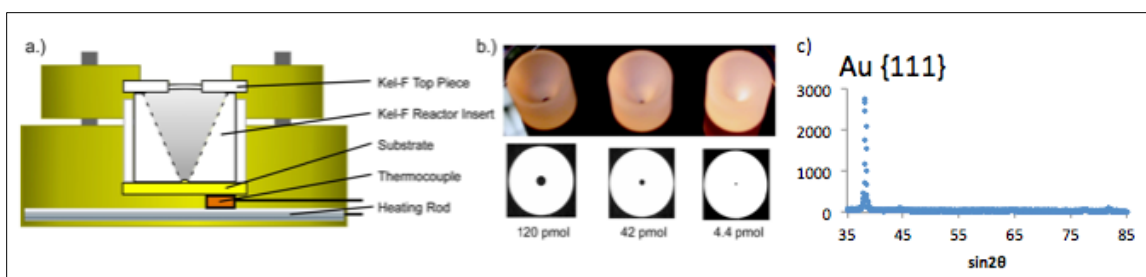 a.)
Kel-F Top Piece
Kel-F Reactor Insert
Substrate
Thermocouple
Heating Rod
b.)
120 pmol 42 pmol 4.4 pmol
c)
Au {111}
3000
2000
1000
0
35 45 55 65 75 85
sin2θ